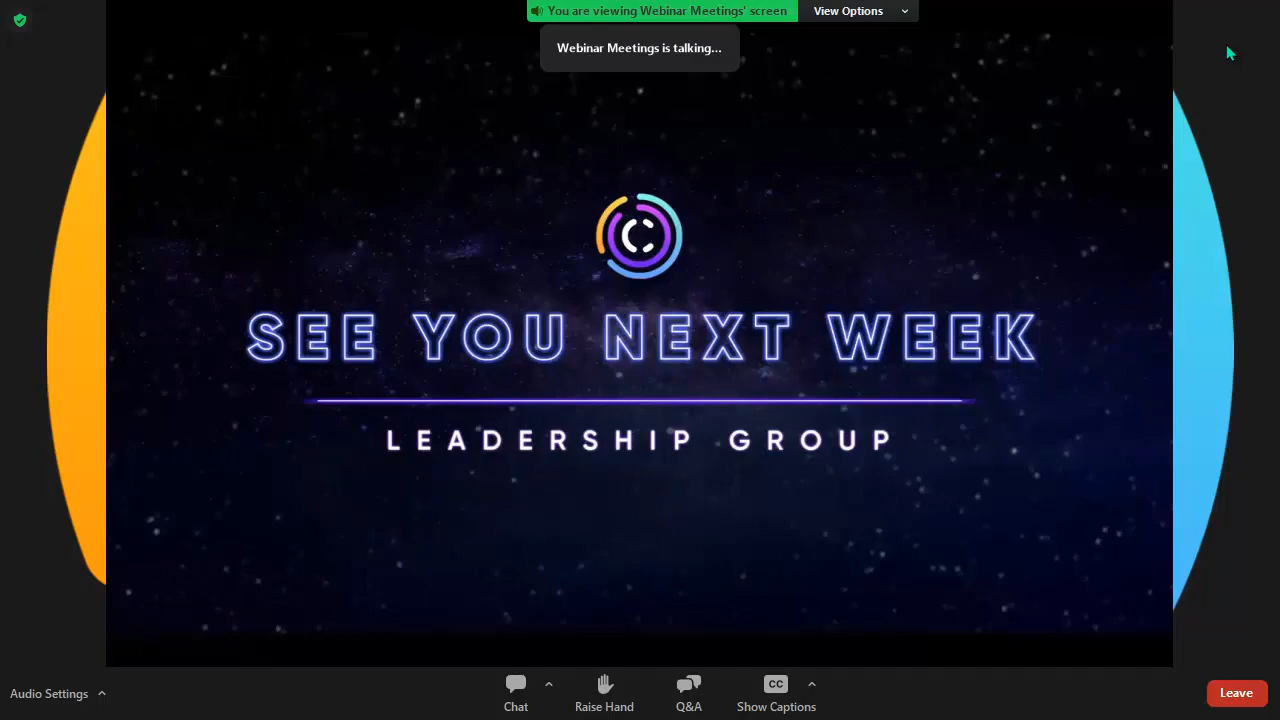 You are viewing Webinar Meetings' screen
View Options
Webinar Meetings is talking...
SEE YOU NEXT WEEK
LEADERSHIP GROUP
Audio Settings
Chat
Raise Hand
Q&A
CC
Show Captions
Leave